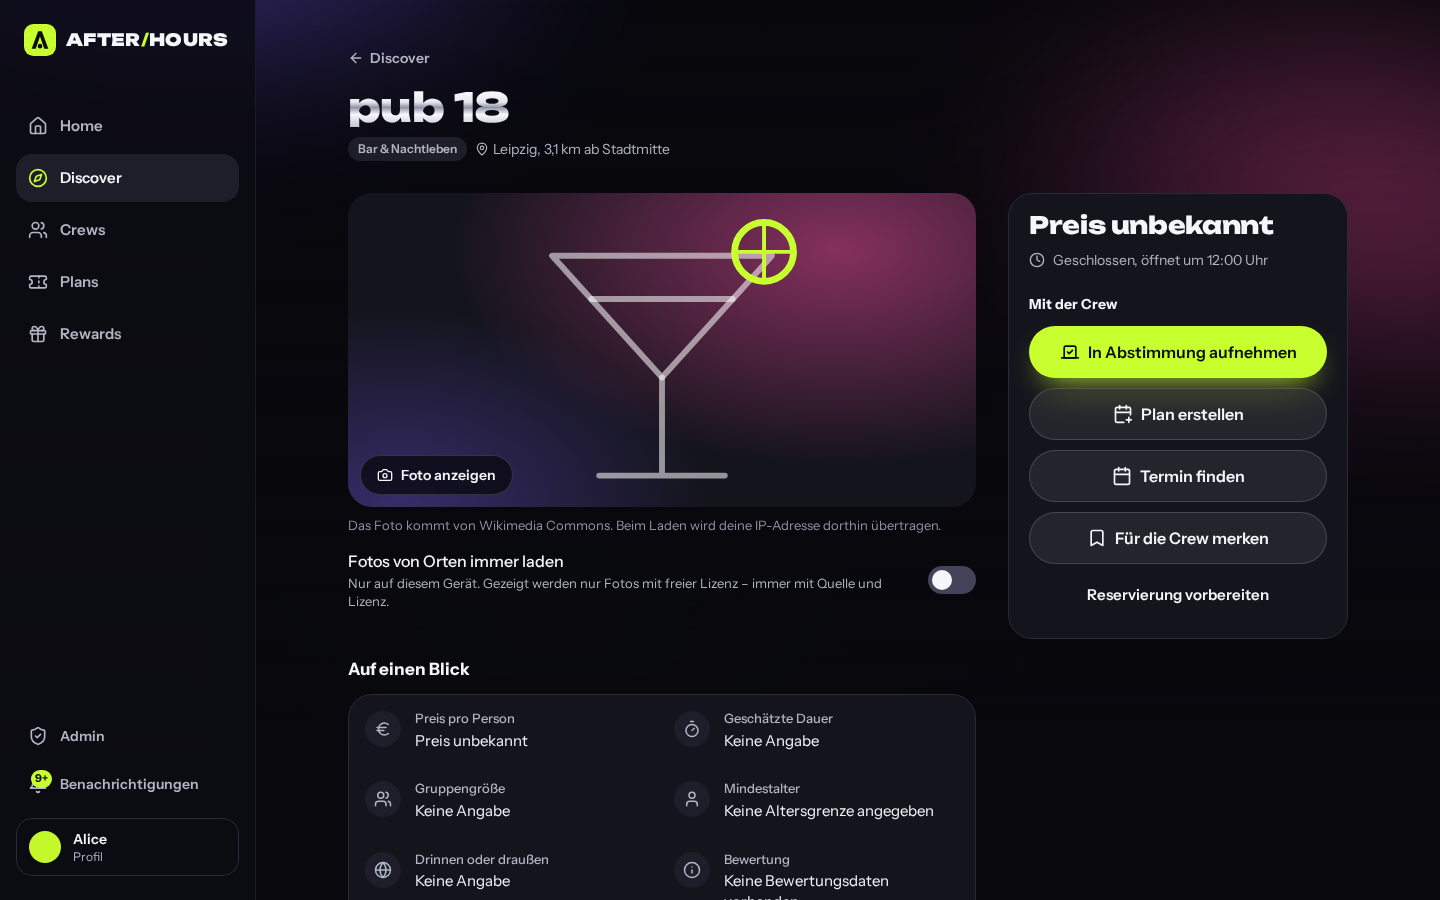 AFTER/HOURS
Home
Discover
Crews
Plans
Rewards
Admin
9+
Benachrichtigungen
Alice
Profil
Discover
pub 18
Bar & Nachtleben
Leipzig, 3,1 km ab Stadtmitte
Foto anzeigen
Das Foto kommt von Wikimedia Commons. Beim Laden wird deine IP-Adresse dorthin übertragen.
Fotos von Orten immer laden
Nur auf diesem Gerät. Gezeigt werden nur Fotos mit freier Lizenz – immer mit Quelle und
Lizenz.
Auf einen Blick
Preis pro Person
Preis unbekannt
Geschätzte Dauer
Keine Angabe
Gruppengröße
Keine Angabe
Mindestalter
Keine Altersgrenze angegeben
Drinnen oder draußen
Keine Angabe
Bewertung
Keine Bewertungsdaten
vorhanden
Preis unbekannt
Geschlossen, öffnet um 12:00 Uhr
Mit der Crew
In Abstimmung aufnehmen
Plan erstellen
Termin finden
Für die Crew merken
Reservierung vorbereiten